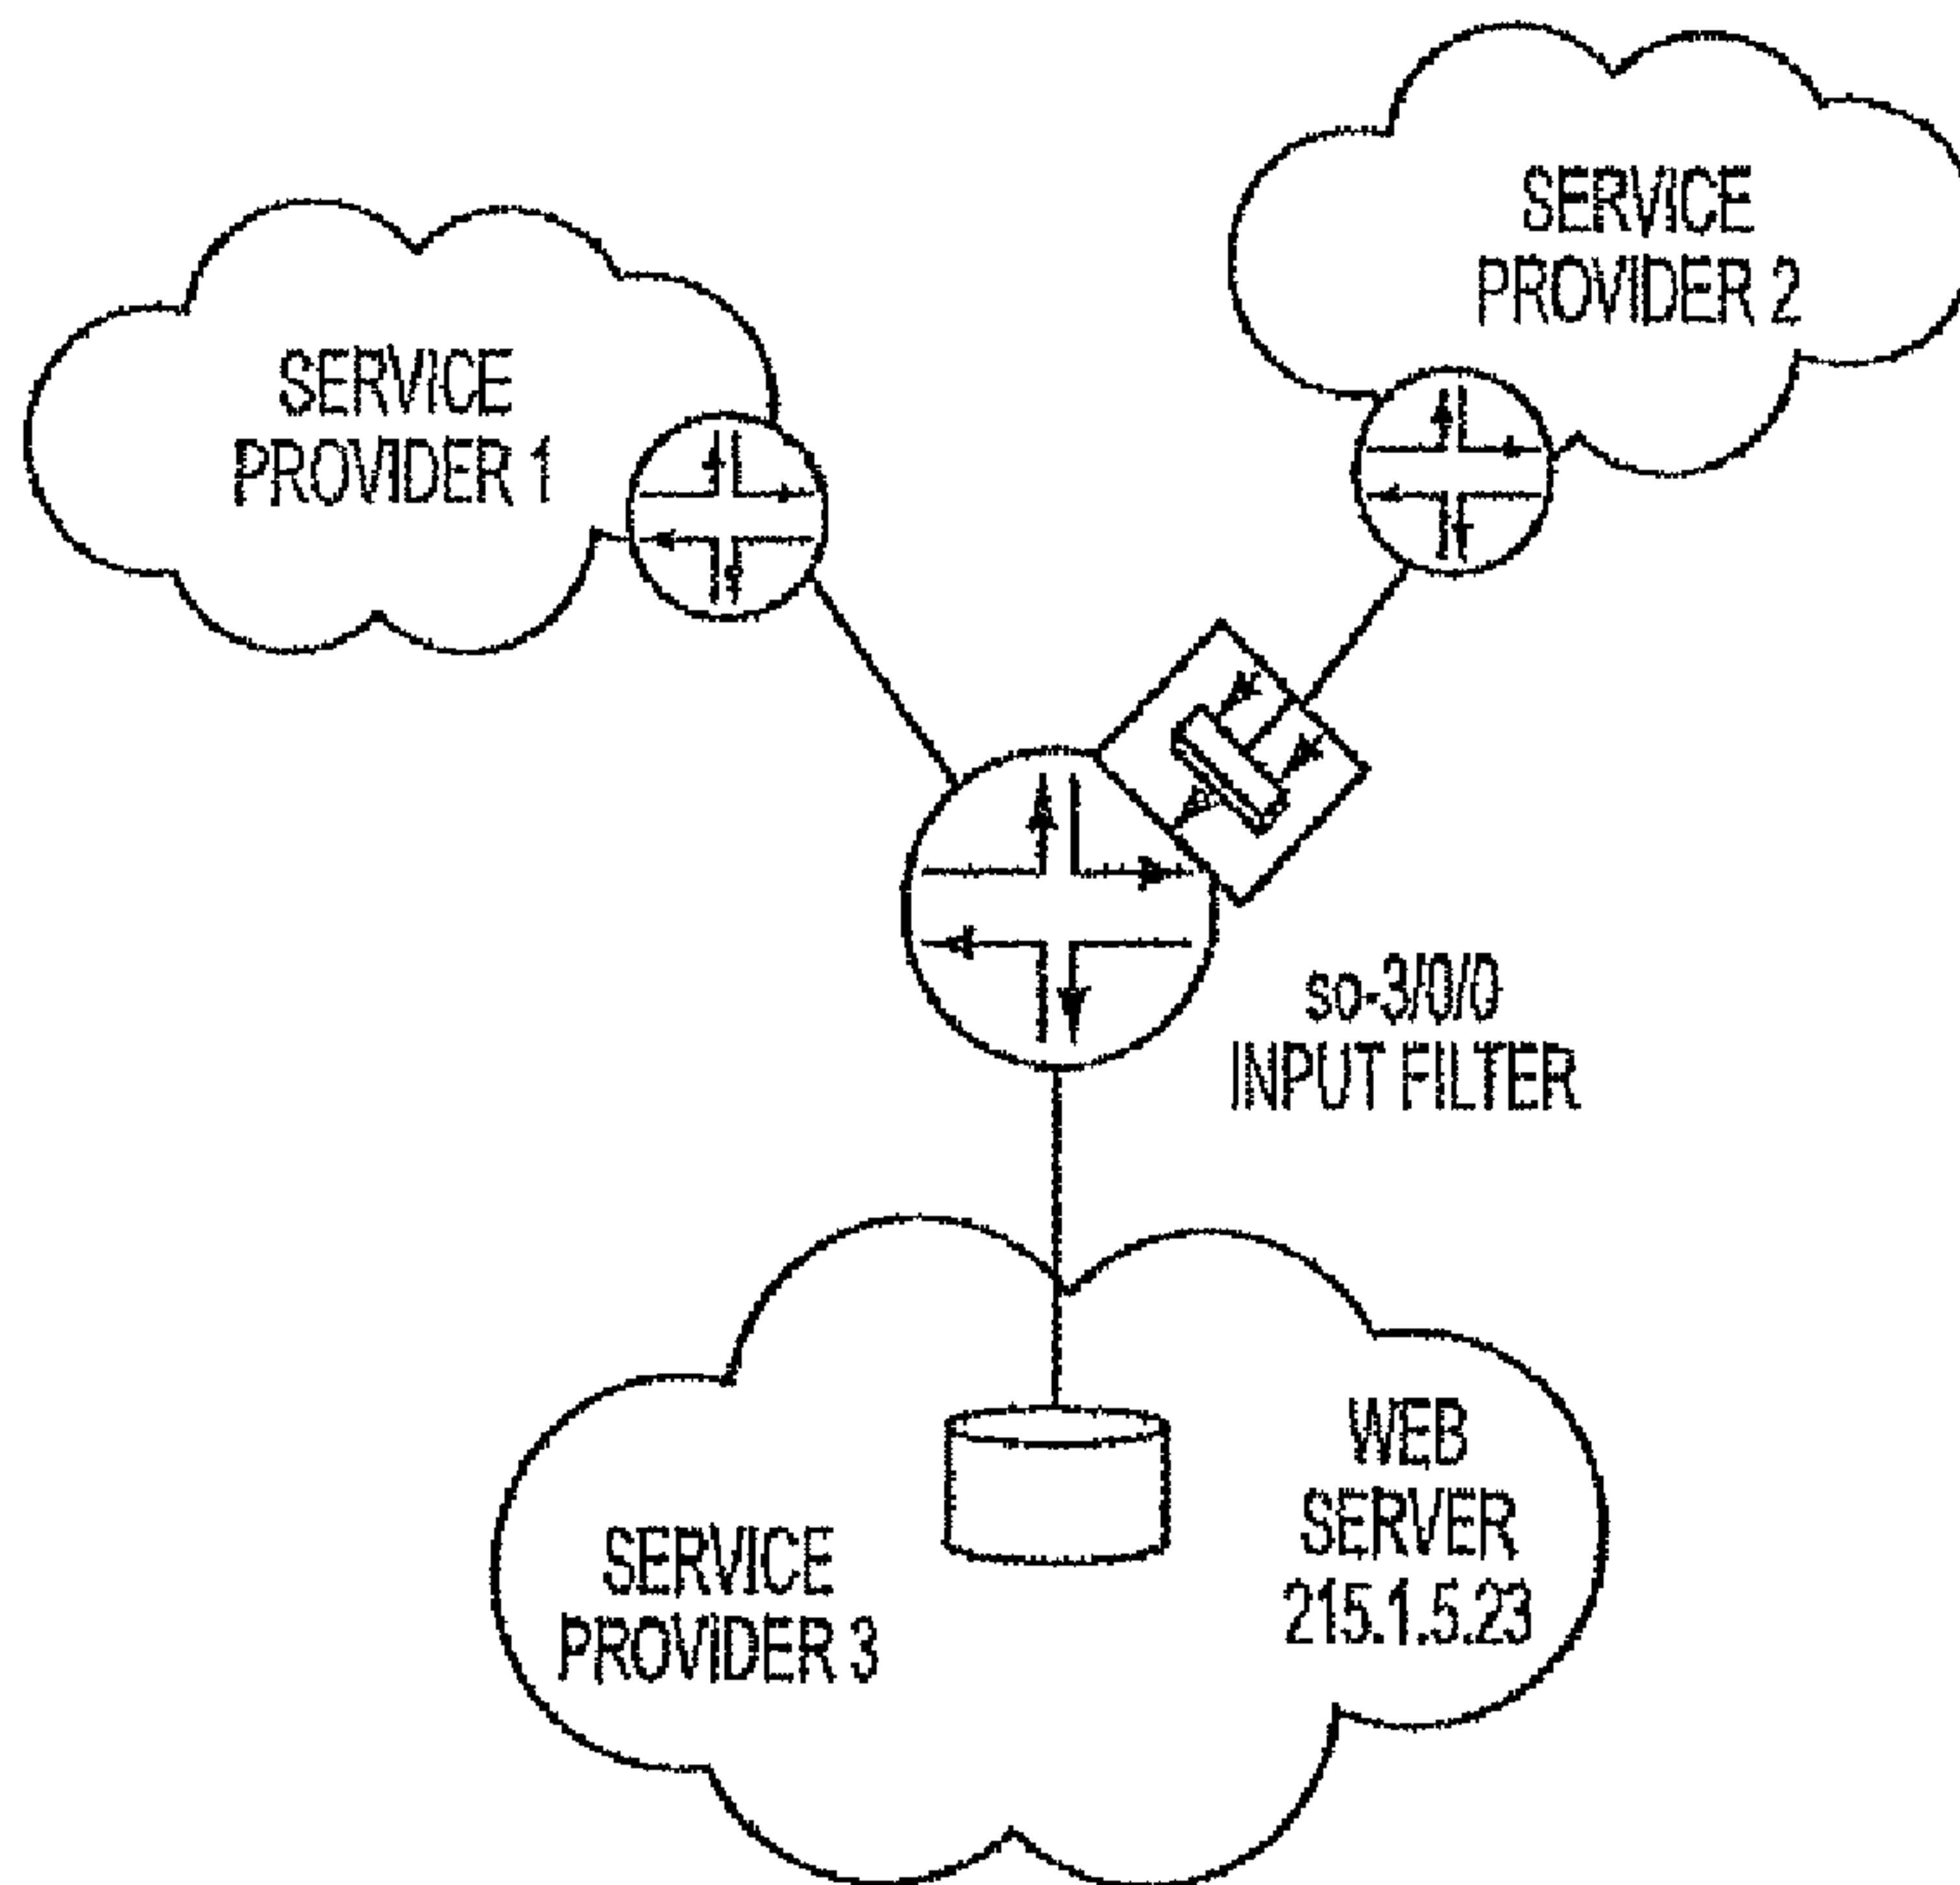 SERVICE
PROVIDER 2
SERVICE
PROVIDER 1
so-3/0/0
INPUT FILTER
WEB
SERVER
215.1.5.23
SERVICE
PROVIDER 3